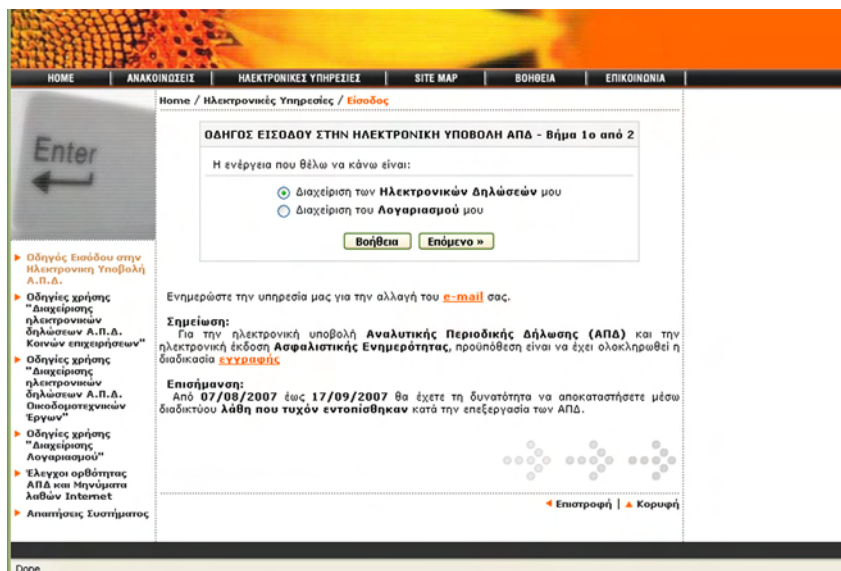 HOME | ΑΝΑΚΟΙΝΩΣΕΙΣ | ΗΛΕΚΤΡΟΝΙΚΕΣ ΥΠΗΡΕΣΙΕΣ | SITE MAP | ΒΟΗΘΕΙΑ | ΕΠΙΚΟΙΝΩΝΙΑ |
Enter
Home / Ηλεκτρονικές Υπηρεσίες / Είσοδος
ΟΔΗΓΟΣ ΕΙΣΟΔΟΥ ΣΤΗΝ ΗΛΕΚΤΡΟΝΙΚΗ ΥΠΟΒΟΛΗ ΑΠΔ - Βήμα 1ο από 2
Η ενέργεια που θέλω να κάνω είναι:
Διαχείριση των Ηλεκτρονικών Δηλώσεών μου
Διαχείριση του Λογαριασμού μου
Βοήθεια Επόμενο »
Οδηγός Εισόδου στην
Ηλεκτρονικη Υποβολή
Α.Π.Δ.
Οδηγίες χρήσης
"Διαχείρισης
ηλεκτρονικών
δηλώσεων Α.Π.Δ.
Κοινών επιχειρήσεων"
Οδηγίες χρήσης
"Διαχείρισης
ηλεκτρονικών
δηλώσεων Α.Π.Δ.
Οικοδομοτεχνικών
Έργων"
Οδηγίες χρήσης
"Διαχείρισης
Λογαριασμού"
Έλεγχοι ορθότητας
ΑΠΔ και Μηνύματα
λαθών Internet
Απαιτήσεις Συστήματος
Ενημερώστε την υπηρεσία μας για την αλλαγή του e-mail σας.
Σημείωση:
Για την ηλεκτρονική υποβολή Αναλυτικής Περιοδικής Δήλωσης (ΑΠΔ) και την
ηλεκτρονική έκδοση Ασφαλιστικής Ενημερότητας, προϋπόθεση είναι να έχει ολοκληρωθεί η
διαδικασία εγγραφής
Επισήμανση:
Από 07/08/2007 έως 17/09/2007 θα έχετε τη δυνατότητα να αποκαταστήσετε μέσω
διαδικτύου λάθη που τυχόν εντοπίσθηκαν κατά την επεξεργασία των ΑΠΔ.
Επιστροφή | Κορυφή
Done